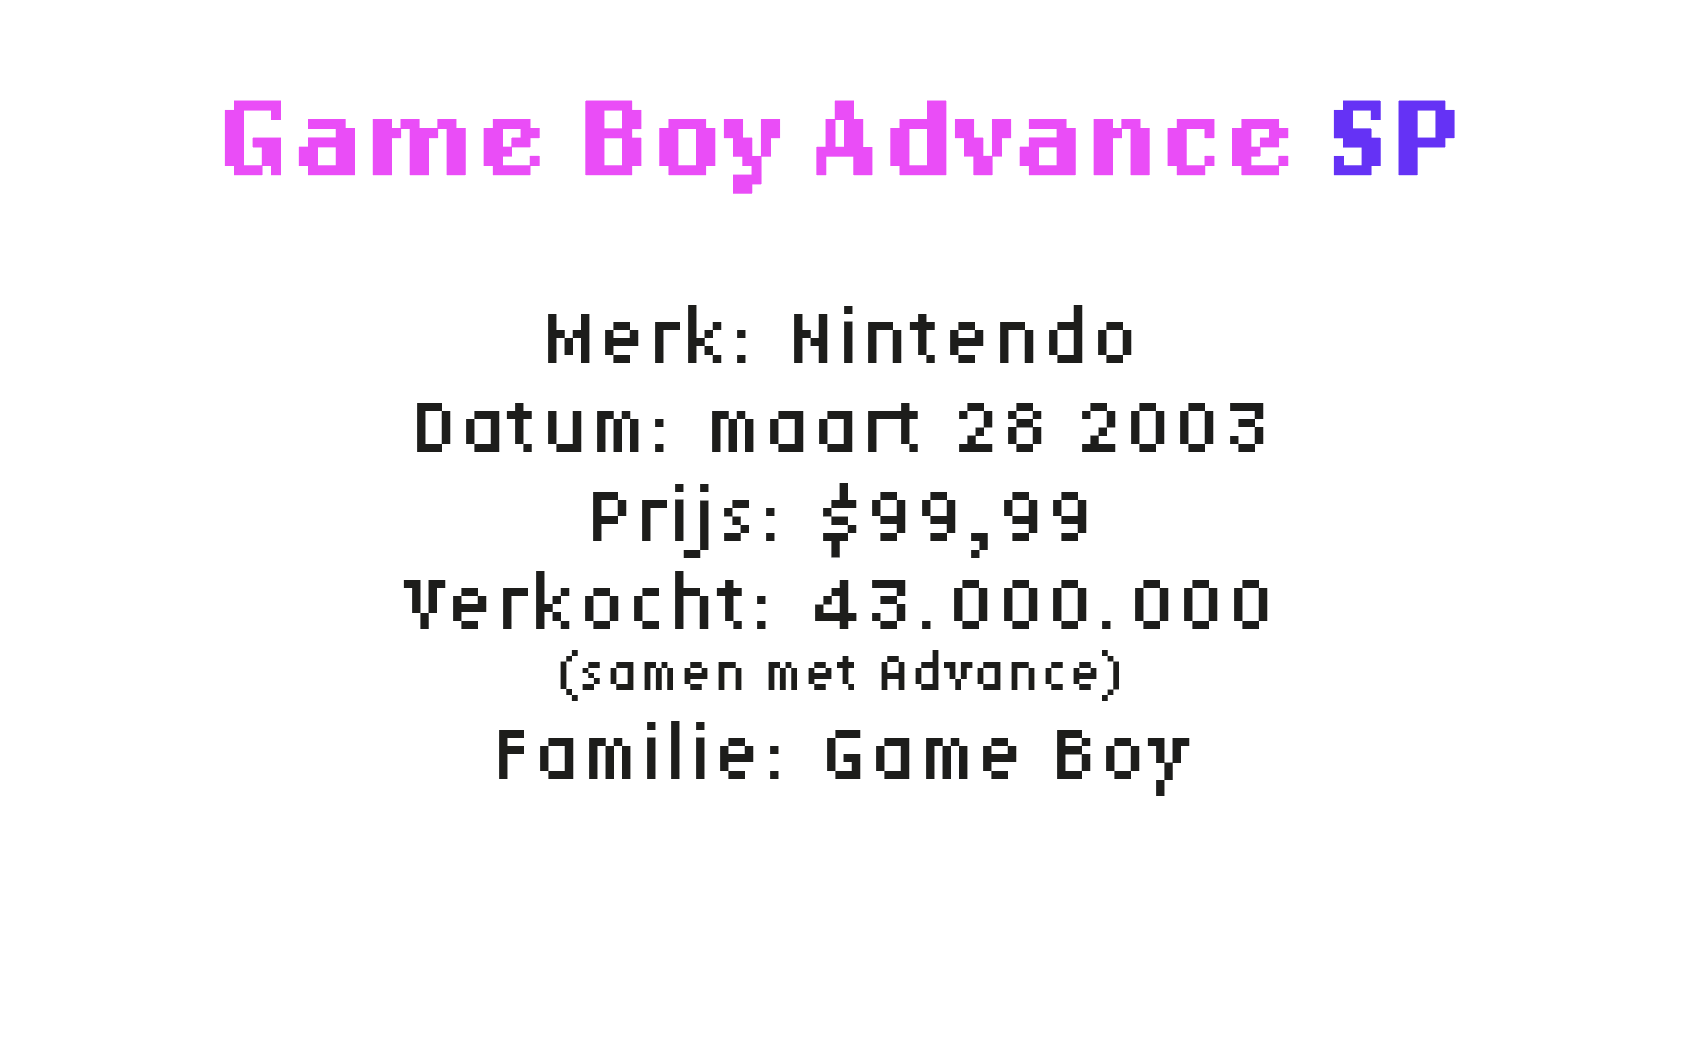 Game Boy Advance SP
Merk: Nintendo
Datum: maart 28 2003
Prijs: $99,99
Verkocht: 43.000.000
(samen met Advance)
Familie: Game Boy